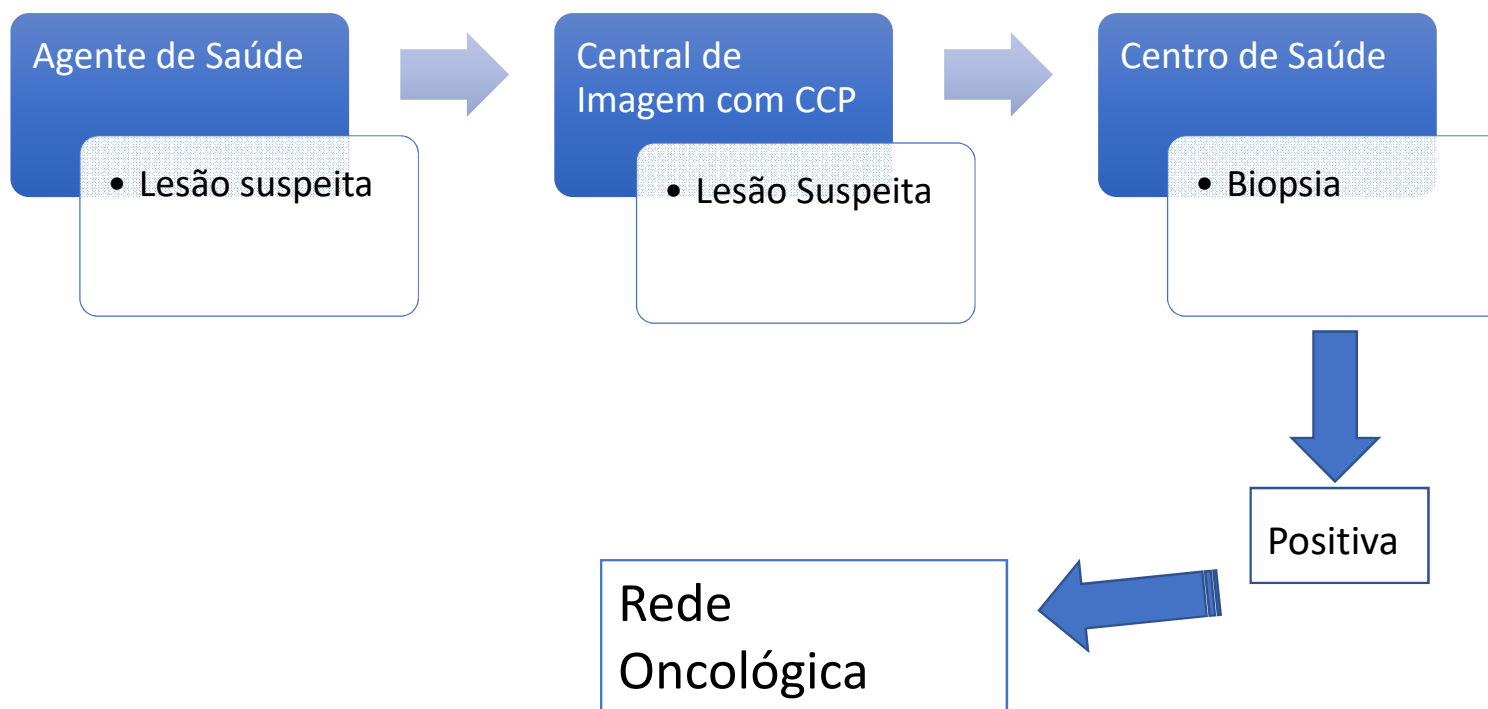 Agente de Saúde
• Lesão suspeita
Central de
Imagem com CCP
• Lesão Suspeita
Centro de Saúde
• Biopsia
Positiva
Rede
Oncológica